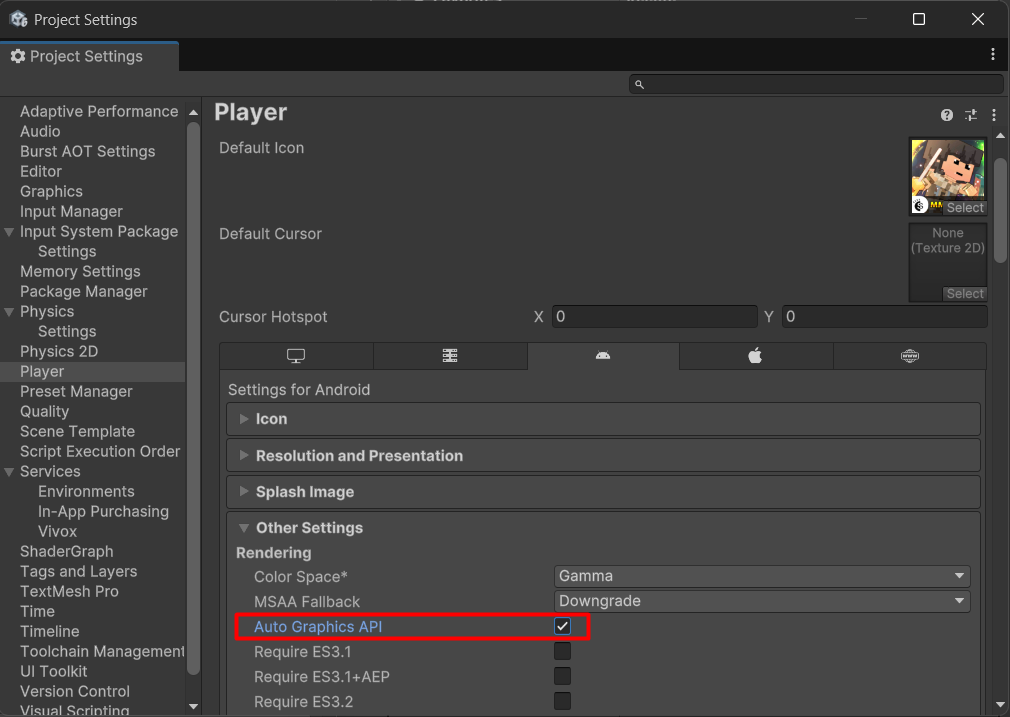 Project Settings
Project Settings
Adaptive Performance
Audio
Burst AOT Settings
Editor
Graphics
Input Manager
Input System Package
Settings
Memory Settings
Package Manager
Physics
Settings
Physics 2D
Player
Preset Manager
Quality
Scene Template
Script Execution Order
Services
Environments
In-App Purchasing
Vivox
ShaderGraph
Tags and Layers
TextMesh Pro
Time
Timeline
Toolchain Management
UI Toolkit
Version Control
Visual Scripting
Player
Default Icon
Select
Default Cursor
None
(Texture 2D)
Select
Cursor Hotspot X 0 Y 0
Settings for Android
Icon
Resolution and Presentation
Splash Image
Other Settings
Rendering
Color Space* Gamma
MSAA Fallback Downgrade
Auto Graphics API
Require ES3.1
Require ES3.1+AEP
Require ES3.2